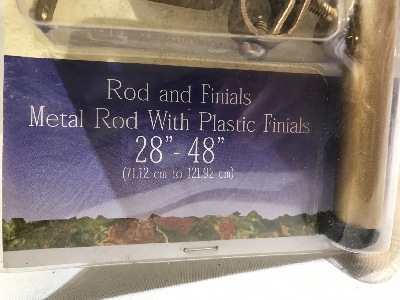 Rod and Finials
Metal Rod With Plastic Finials
28"- 48"
(71.12 cm to 121.92 cm)